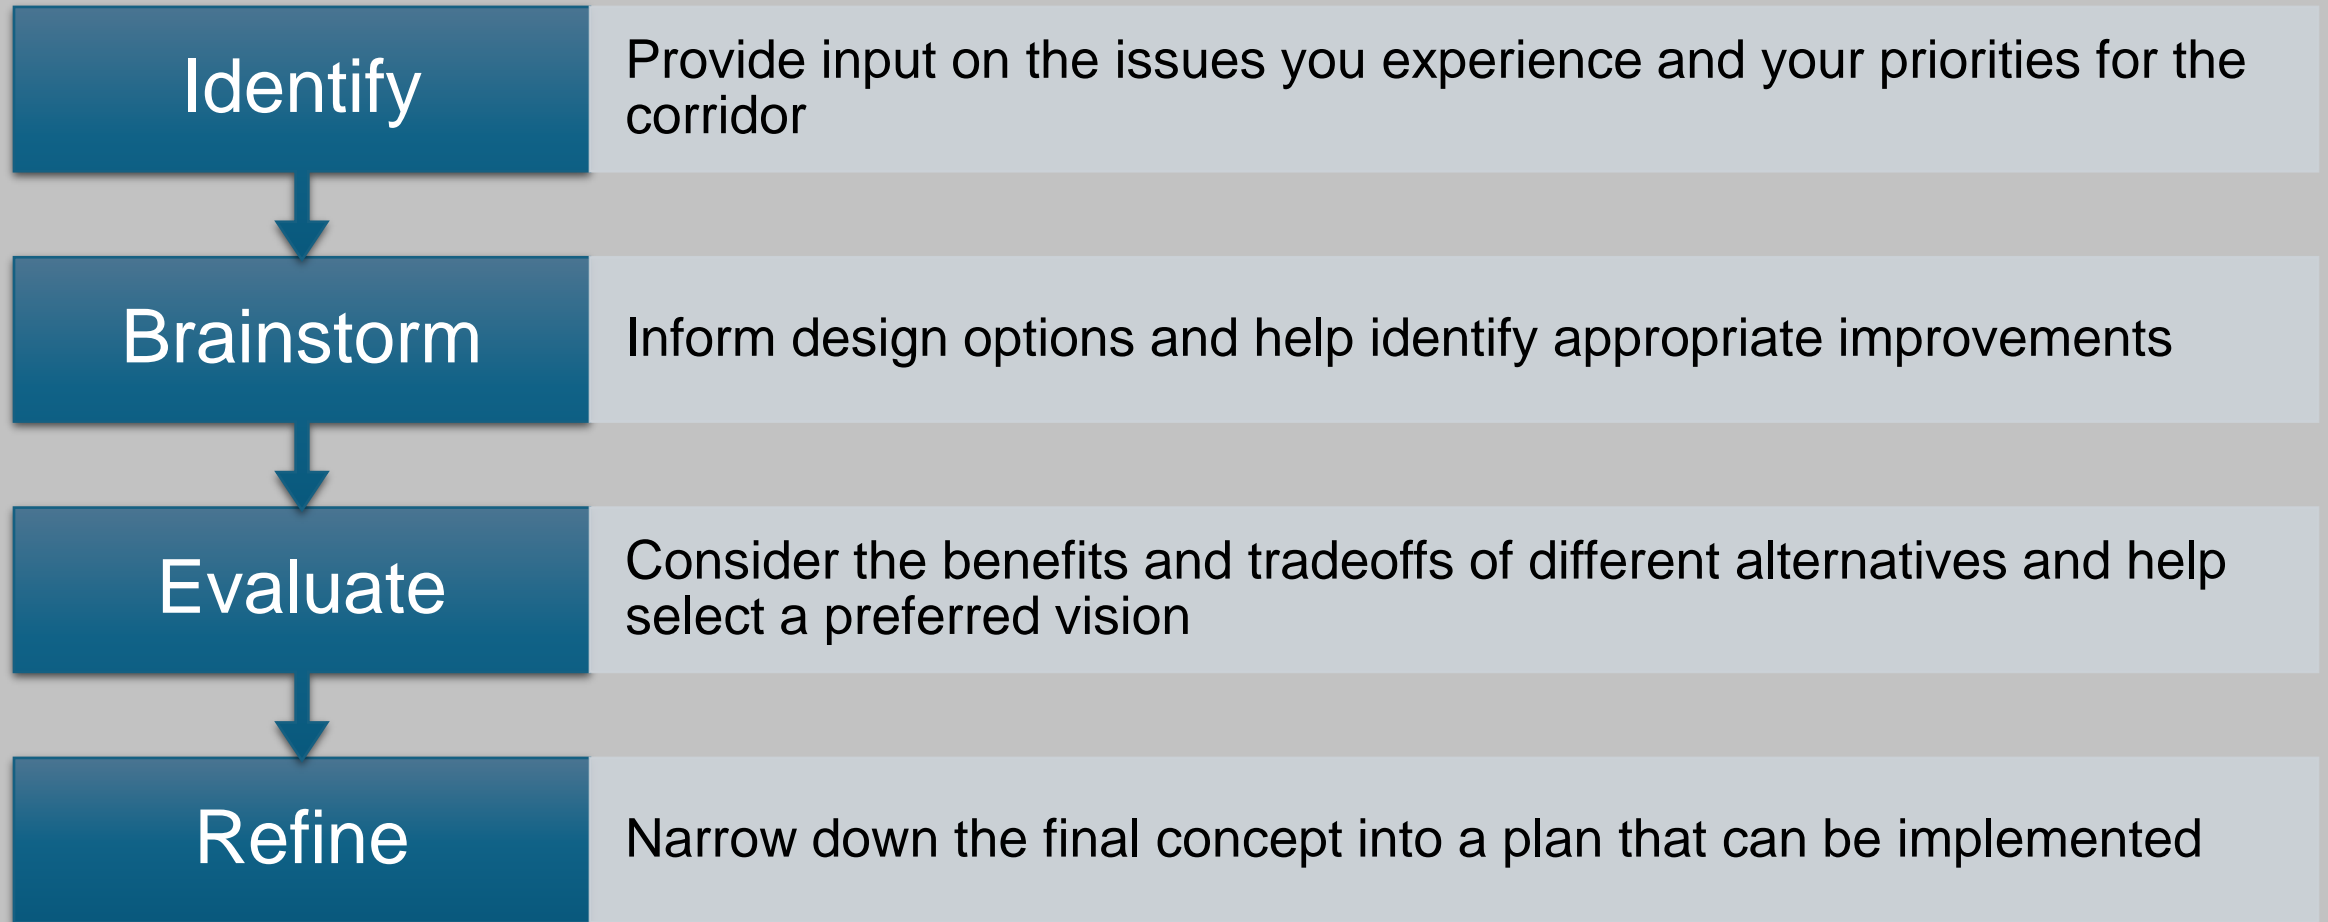 Identify
Provide input on the issues you experience and your priorities for the
corridor
Brainstorm
Inform design options and help identify appropriate improvements
Evaluate
Consider the benefits and tradeoffs of different alternatives and help
select a preferred vision
Refine
Narrow down the final concept into a plan that can be implemented